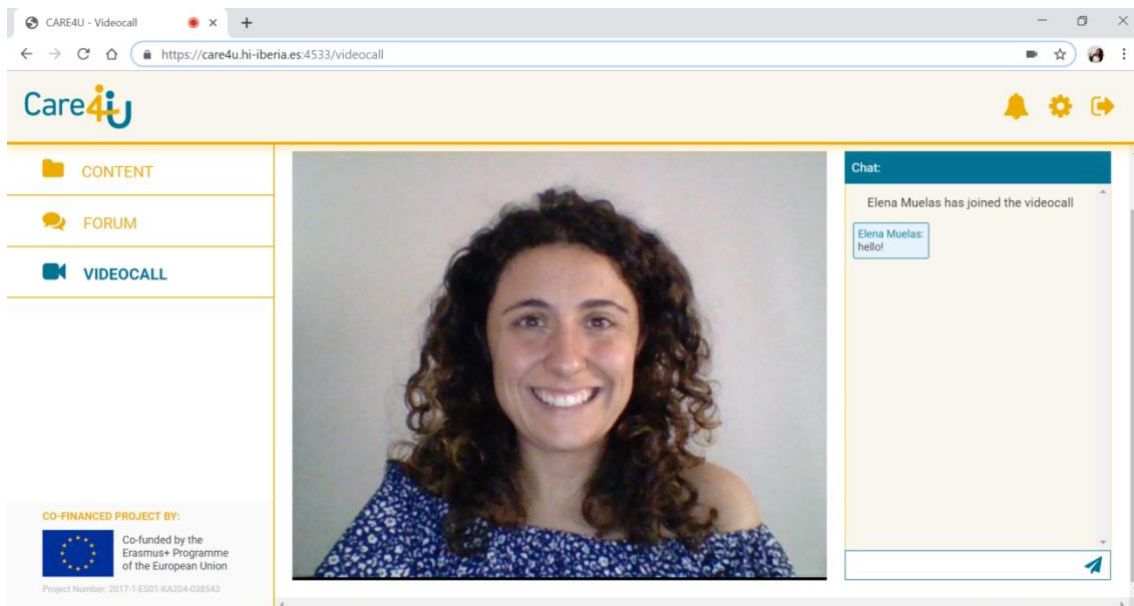 CARE4U - Videocall
https://care4u.hi-iberia.es:4533/videocall
Care4U
CONTENT
FORUM
VIDEOCALL
Chat:
Elena Muelas has joined the videocall
Elena Muelas:
hello!
CO-FINANCED PROJECT BY:
Co-funded by the
Erasmus+ Programme
of the European Union
Project Number: 2017-1-ES01-KA204-038543